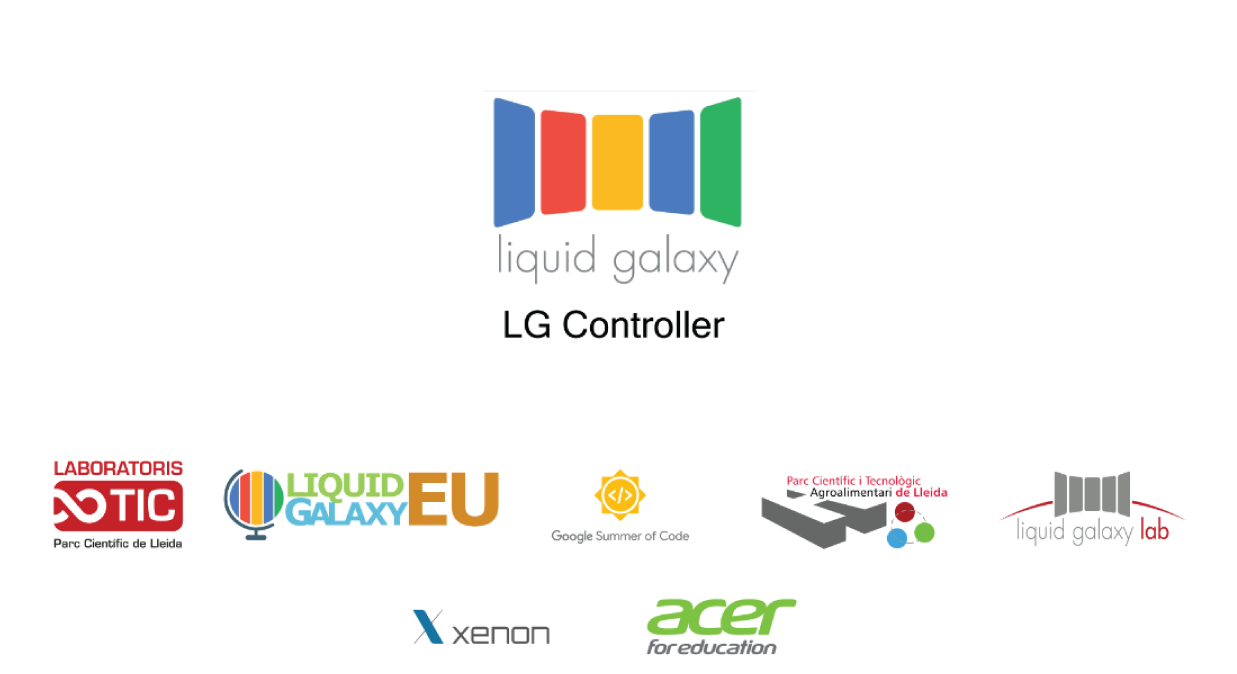 liquid galaxy
LG Controller
LABORATORIS
TIC
Parc Científic de Lleida
LIQUID
GALAXY
EU
Google Summer of Code
Parc Científic i Tecnològic
Agroalimentari de Lleida
liquid galaxy lab
xenon
acer
for education